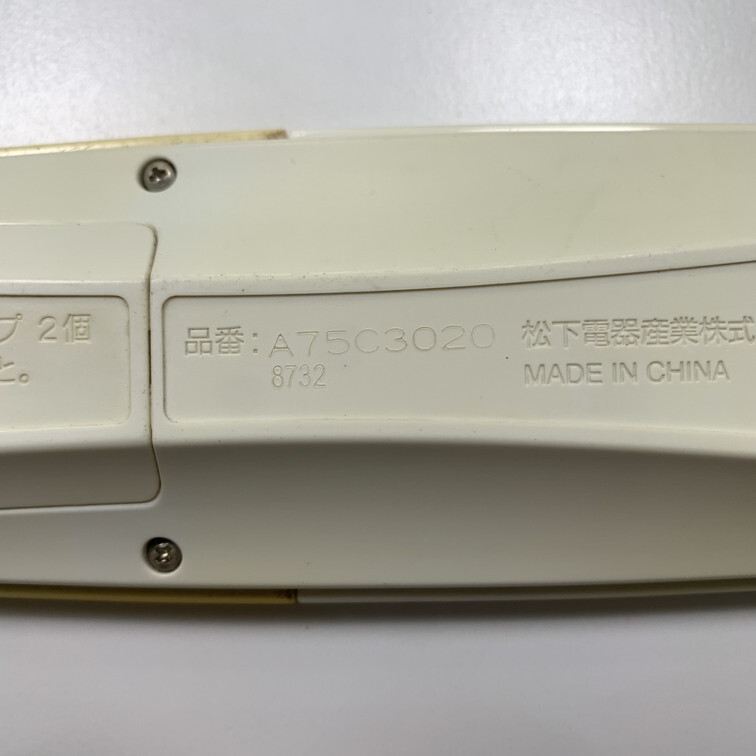 プ 2個
と。
品番: A75C3020
8732
松下電器産業株式
MADE IN CHINA